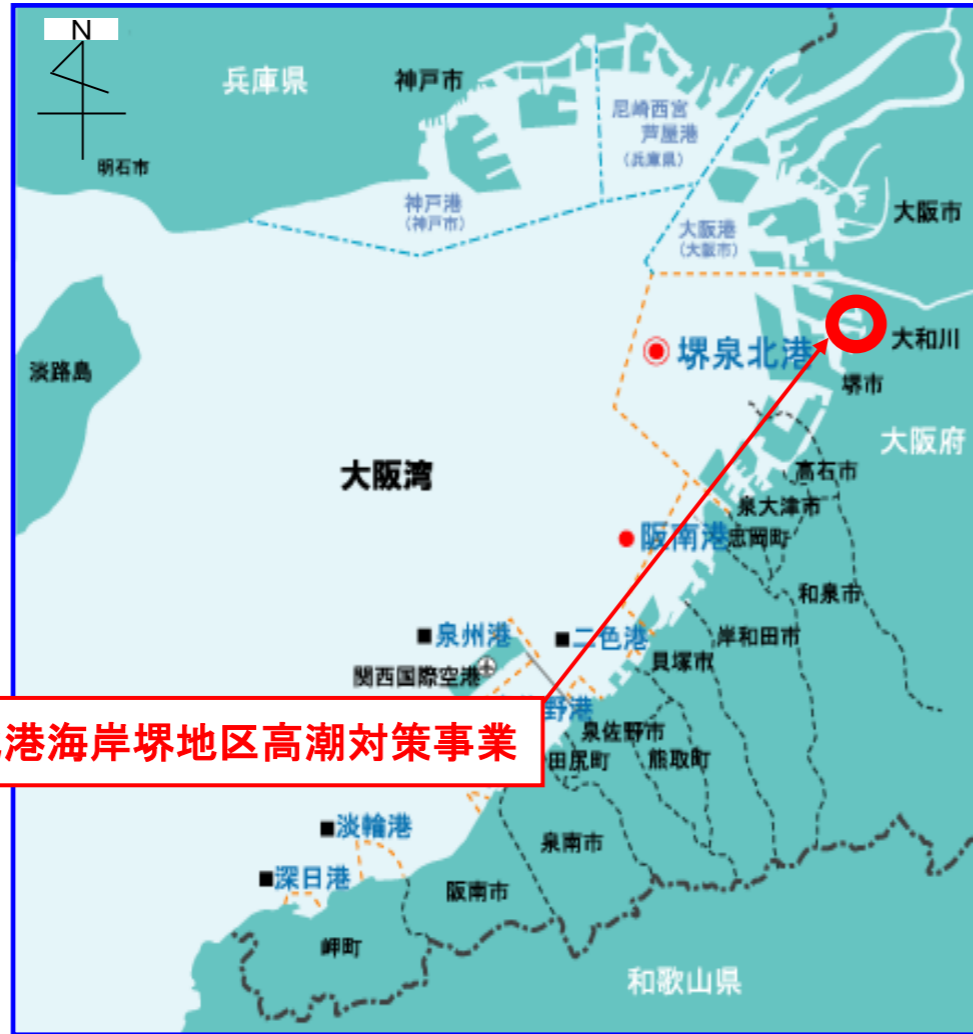 N
兵庫県
神戸市
尼崎西宮
芦屋港
(兵庫県)
明石市
神戸港
(神戸市)
大阪港
(大阪市)
大阪市
大和川
淡路島
堺泉北港
堺市
大阪府
大阪湾
高石市
泉大津市
阪南港
忠岡町
和泉市
泉州港
二色港
岸和田市
貝塚市
関西国際空港
野港
港海岸堺地区高潮対策事業
泉佐野市
田尻町
熊取町
淡輪港
泉南市
深日港
阪南市
岬町
和歌山県